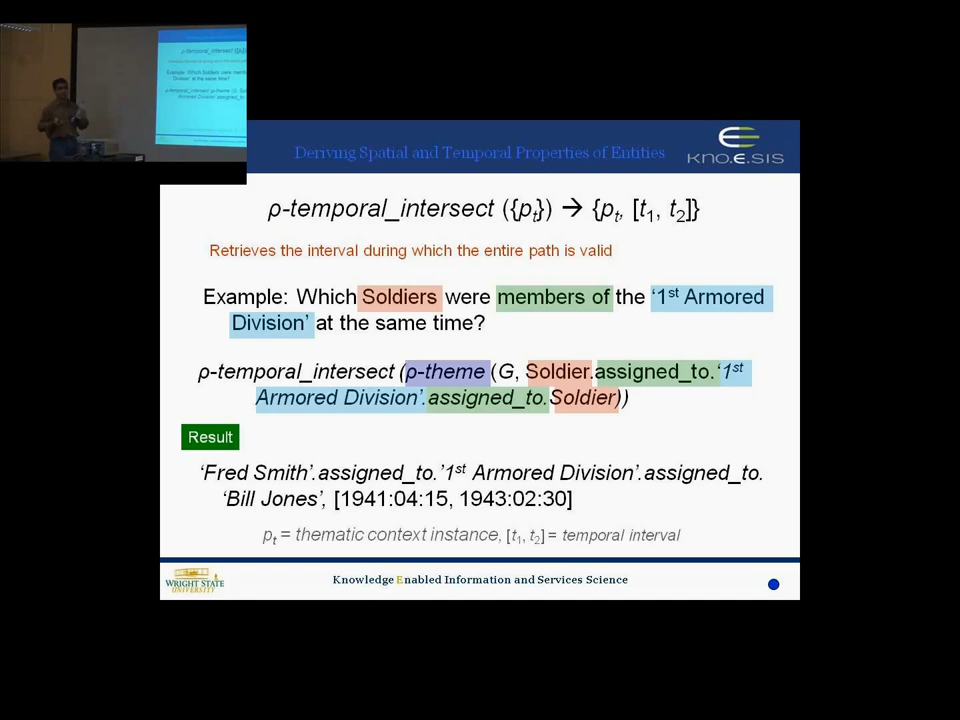 Deriving Spatial and Temporal Properties of Entities
KNO.E.SIS
ρ-temporal_intersect ({pt}) → {pt, [t1, t2]}
Retrieves the interval during which the entire path is valid
Example: Which Soldiers were members of the ‘1st Armored
Division’ at the same time?
ρ-temporal_intersect (ρ-theme (G, Soldier.assigned_to.‘1st
Armored Division’.assigned_to.Soldier))
Result
‘Fred Smith’.assigned_to.’1st Armored Division’.assigned_to.
‘Bill Jones’, [1941:04:15, 1943:02:30]
pt = thematic context instance, [t1, t2] = temporal interval
WRIGHT STATE
UNIVERSITY
Knowledge Enabled Information and Services Science